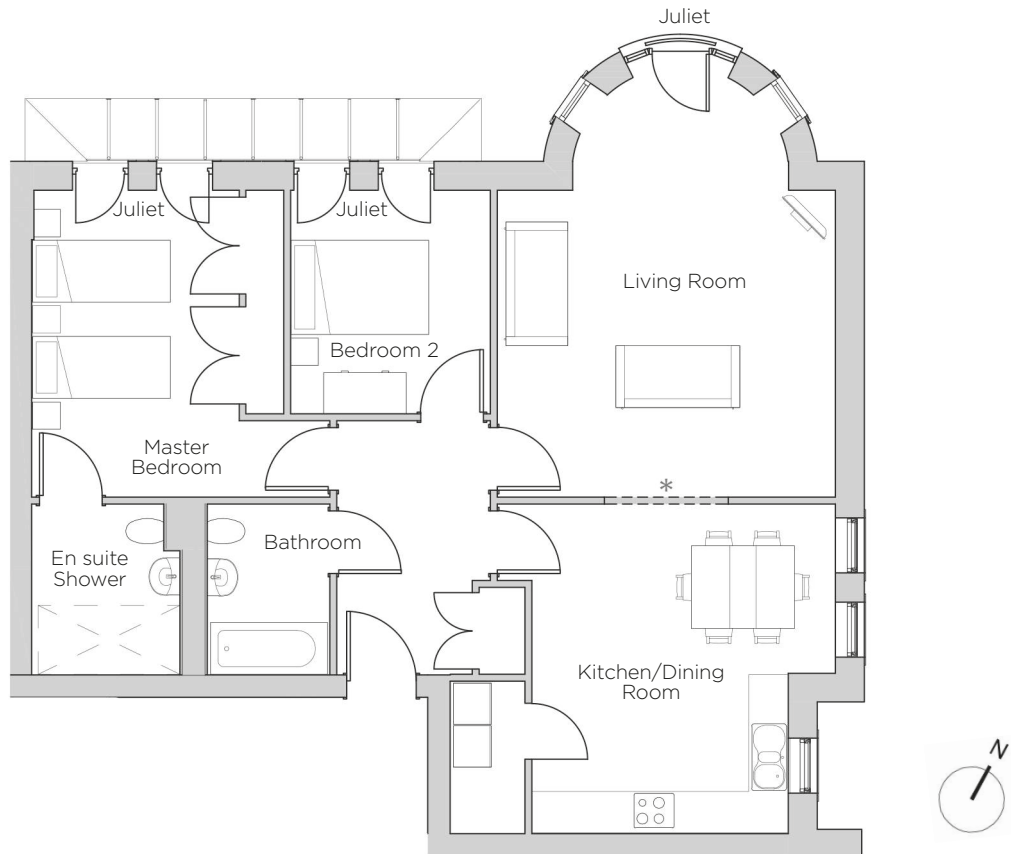 Juliet
Juliet
Juliet
Living Room
Bedroom 2
Master
Bedroom
*
Bathroom
En suite
Shower
Kitchen/Dining
Room
N